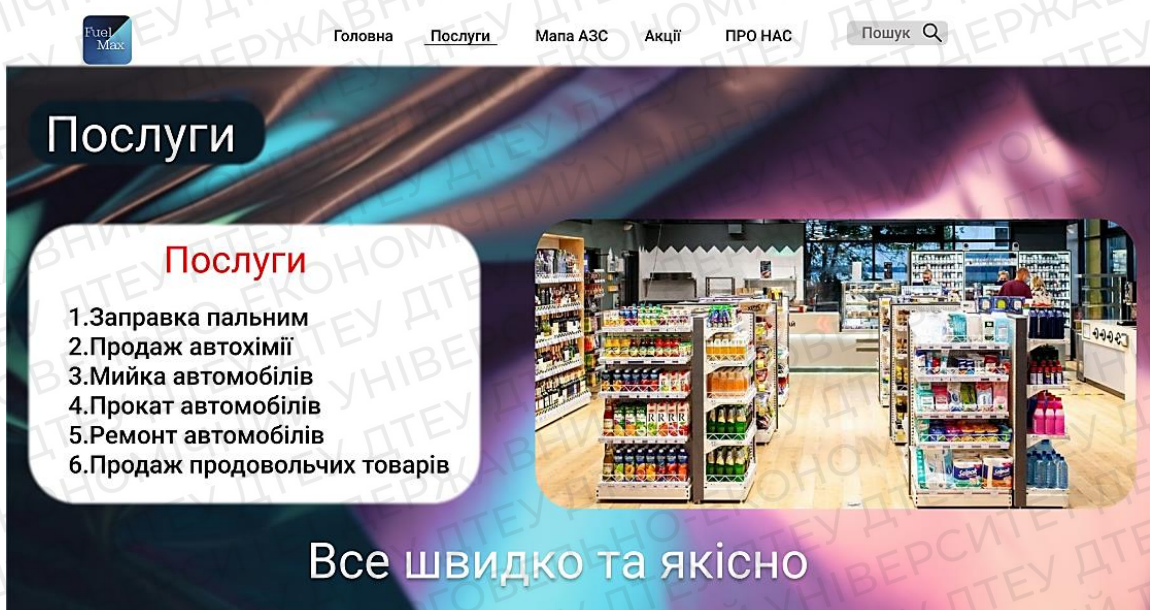 Fuel
Max
Головна Послуги Мапа АЗС Акції ПРО НАС Пошук
Послуги
Послуги
1.Заправка пальним
2.Продаж автохімії
3.Мийка автомобілів
4.Прокат автомобілів
5.Ремонт автомобілів
6.Продаж продовольчих товарів
Все швидко та якісно